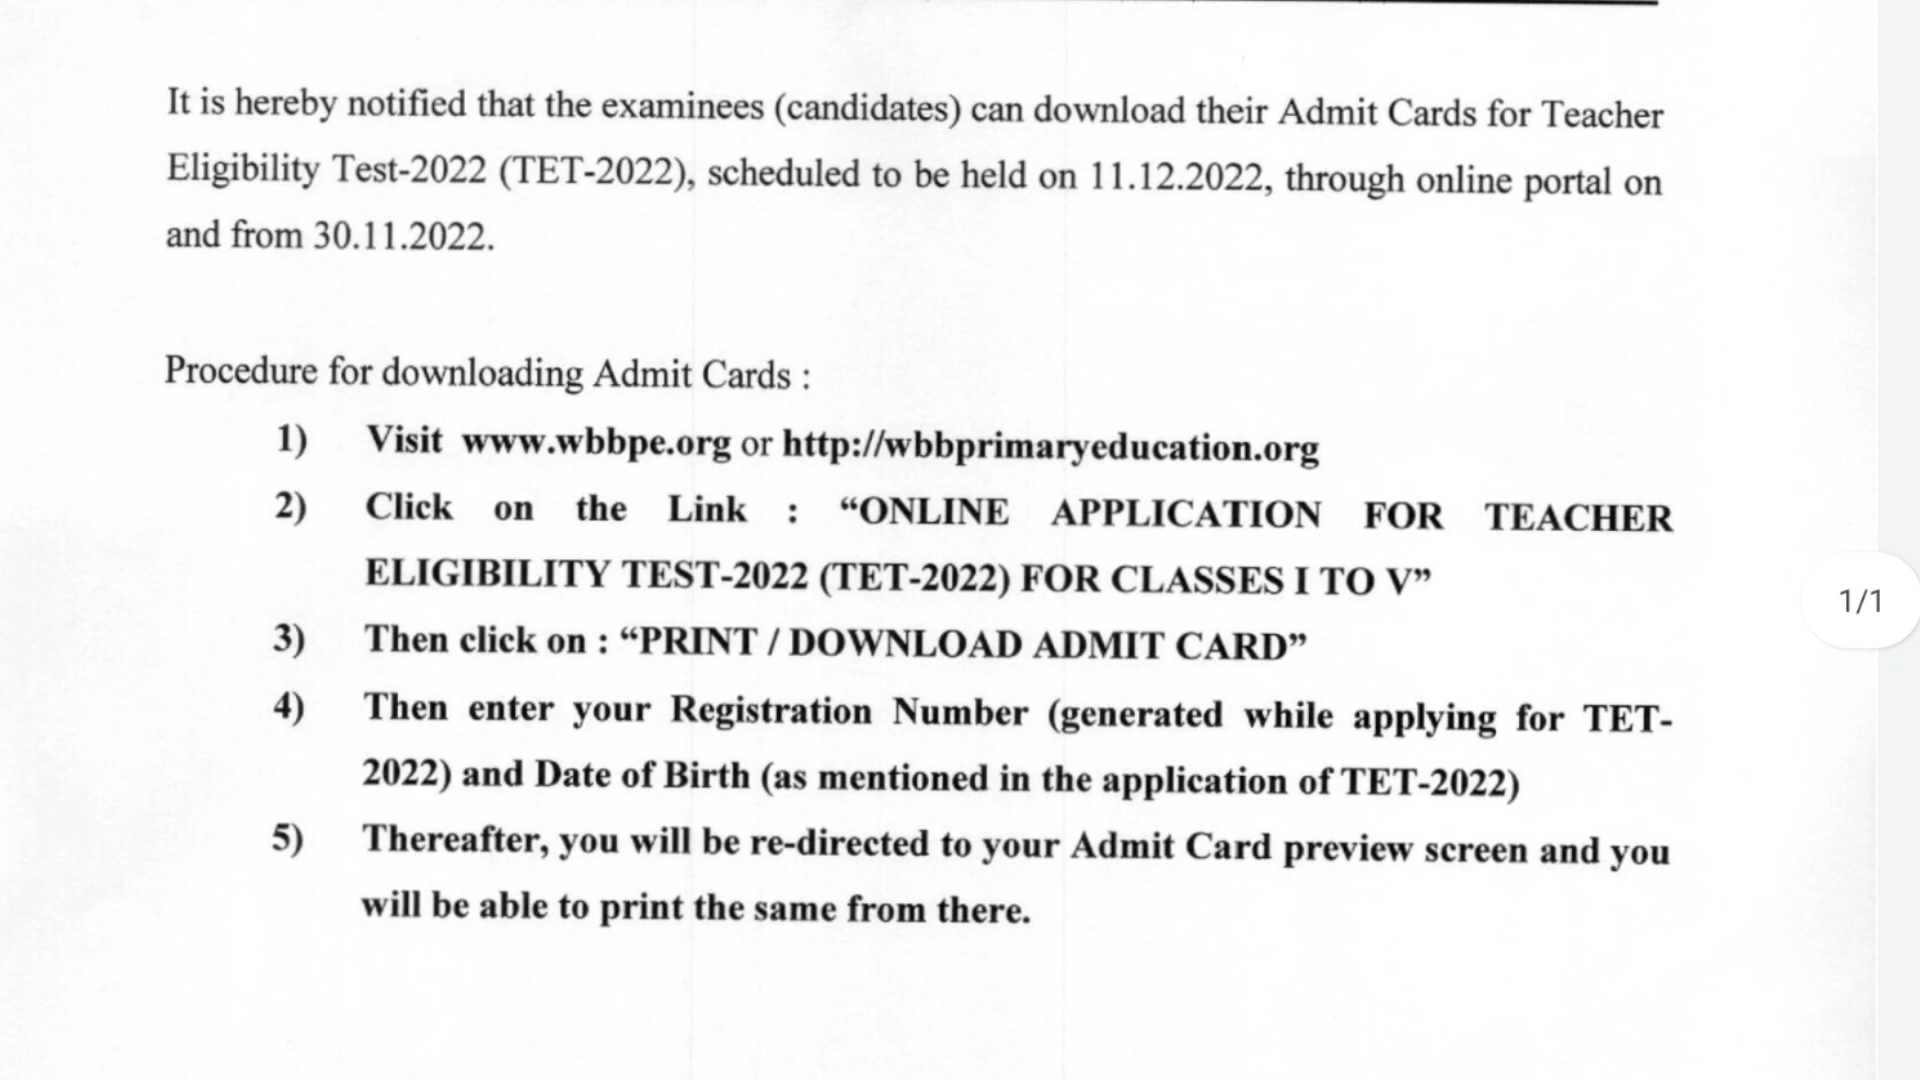 It is hereby notified that the examinees (candidates) can download their Admit Cards for Teacher
Eligibility Test-2022 (TET-2022), scheduled to be held on 11.12.2022, through online portal on
and from 30.11.2022.
Procedure for downloading Admit Cards :
1) Visit www.wbbpe.org or http://wbbprimaryeducation.org
2) Click on the Link : “ONLINE APPLICATION FOR TEACHER
ELIGIBILITY TEST-2022 (TET-2022) FOR CLASSES I TO V”
3) Then click on : “PRINT / DOWNLOAD ADMIT CARD”
4) Then enter your Registration Number (generated while applying for TET-
2022) and Date of Birth (as mentioned in the application of TET-2022)
5) Thereafter, you will be re-directed to your Admit Card preview screen and you
will be able to print the same from there.
1/1